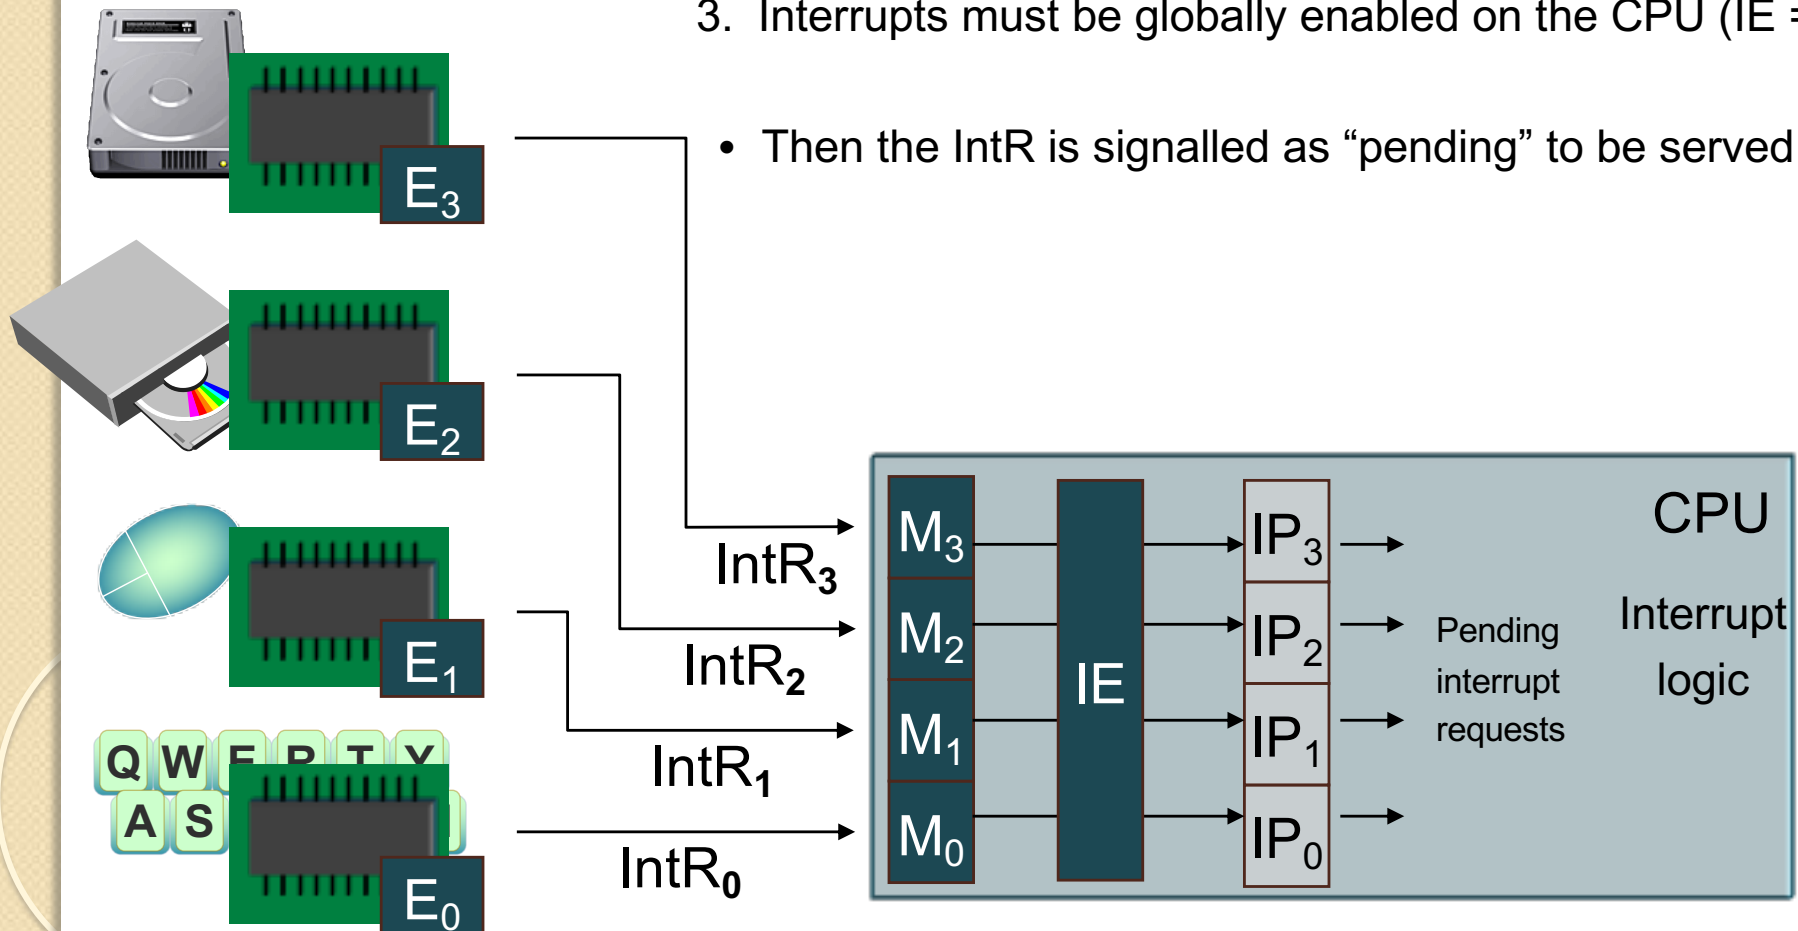 3. Interrupts must be globally enabled on the CPU (IE =
• Then the IntR is signalled as “pending” to be served
E3
E2
E1
Q W E R T Y
A S
E0
IntR3
IntR2
IntR1
IntR0
M3
M2
M1
M0
IE
IP3
IP2
IP1
IP0
Pending
interrupt
requests
CPU
Interrupt
logic